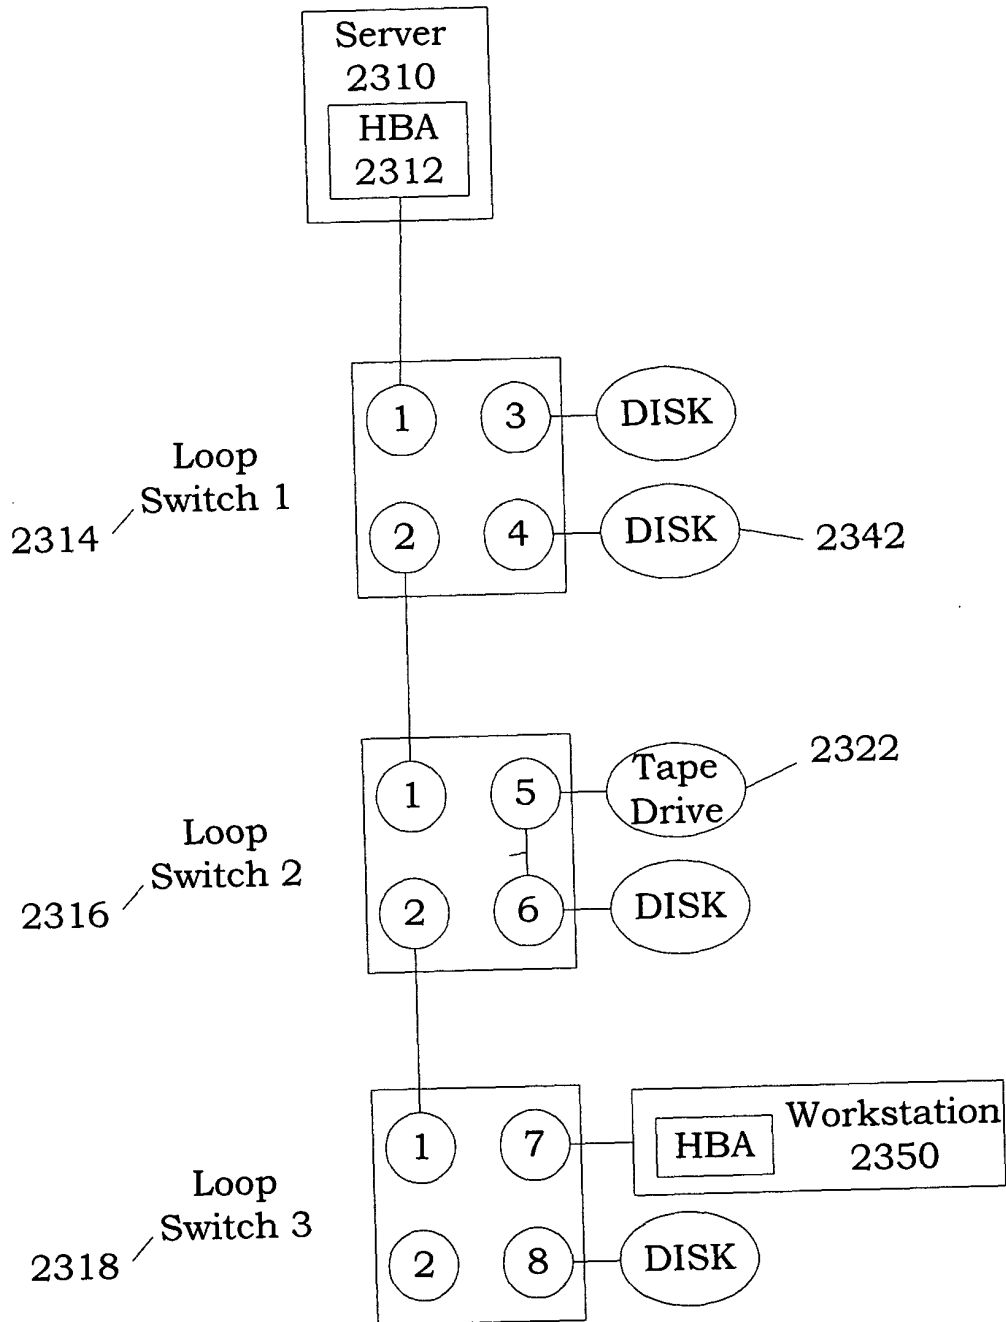 Server
2310
HBA
2312
1
3
DISK
Loop
Switch 1
2314
2
4
DISK
2342
1
5
Tape
Drive
2322
Loop
Switch 2
2316
2
6
DISK
1
7
HBA
Workstation
2350
Loop
Switch 3
2318
2
8
DISK